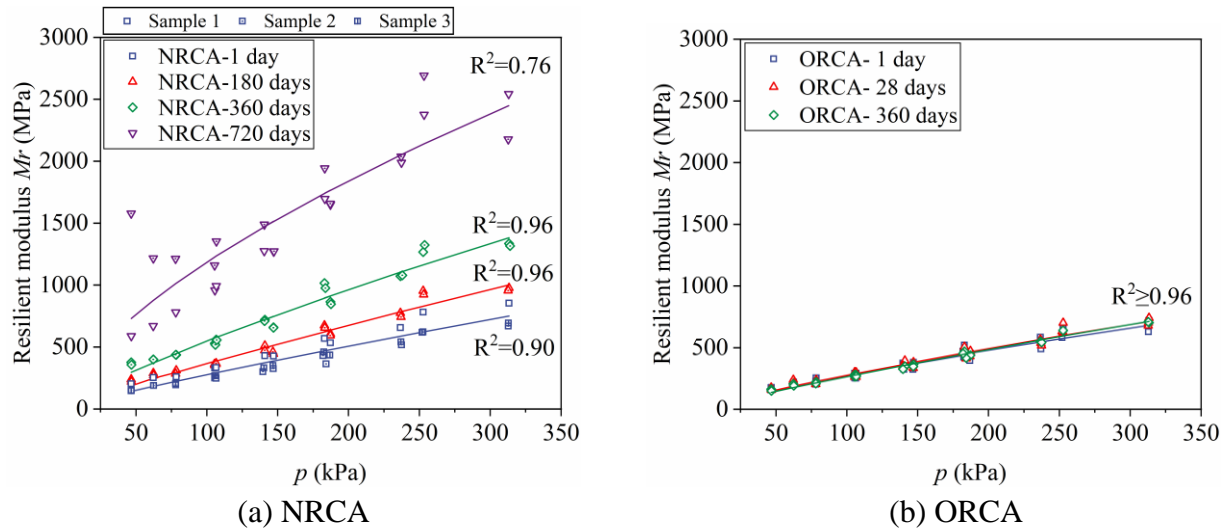 Sample 1 Sample 2 Sample 3
3000
2500
2000
1500
1000
500
0
Resilient modulus Mr (MPa)
NRCA-1 day
NRCA-180 days
NRCA-360 days
NRCA-720 days
R²=0.76
R²=0.96
R²=0.96
R²=0.90
50 100 150 200 250 300 350
p (kPa)
(a) NRCA
3000
2500
2000
1500
1000
500
0
Resilient modulus Mr (MPa)
ORCA- 1 day
ORCA- 28 days
ORCA- 360 days
R²≥0.96
50 100 150 200 250 300 350
p (kPa)
(b) ORCA